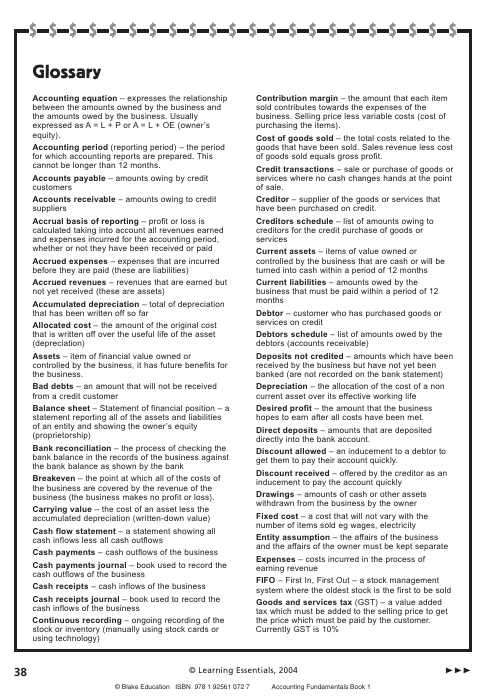 Glossary
Accounting equation – expresses the relationship
between the amounts owned by the business and
the amounts owed by the business. Usually
expressed as A = L + P or A = L + OE (owner's
equity).
Accounting period (reporting period) – the period
for which accounting reports are prepared. This
cannot be longer than 12 months.
Accounts payable – amounts owing by credit
customers
Accounts receivable – amounts owing to credit
suppliers
Accrual basis of reporting – profit or loss is
calculated taking into account all revenues earned
and expenses incurred for the accounting period,
whether or not they have been received or paid
Accrued expenses – expenses that are incurred
before they are paid (these are liabilities)
Accrued revenues – revenues that are earned but
not yet received (these are assets)
Accumulated depreciation – total of depreciation
that has been written off so far
Allocated cost – the amount of the original cost
that is written off over the useful life of the asset
(depreciation)
Assets – item of financial value owned or
controlled by the business, it has future benefits for
the business.
Bad debts – an amount that will not be received
from a credit customer
Balance sheet – Statement of financial position – a
statement reporting all of the assets and liabilities
of an entity and showing the owner's equity
(proprietorship)
Bank reconciliation – the process of checking the
bank balance in the records of the business against
the bank balance as shown by the bank
Breakeven – the point at which all of the costs of
the business are covered by the revenue of the
business (the business makes no profit or loss).
Carrying value – the cost of an asset less the
accumulated depreciation (written-down value)
Cash flow statement – a statement showing all
cash inflows less all cash outflows
Cash payments – cash outflows of the business
Cash payments journal – book used to record the
cash outflows of the business
Cash receipts – cash inflows of the business
Cash receipts journal – book used to record the
cash inflows of the business
Continuous recording – ongoing recording of the
stock or inventory (manually using stock cards or
using technology)
Contribution margin – the amount that each item
sold contributes towards the expenses of the
business. Selling price less variable costs (cost of
purchasing the items).
Cost of goods sold – the total costs related to the
goods that have been sold. Sales revenue less cost
of goods sold equals gross profit.
Credit transactions – sale or purchase of goods or
services where no cash changes hands at the point
of sale.
Creditor – supplier of the goods or services that
have been purchased on credit.
Creditors schedule – list of amounts owing to
creditors for the credit purchase of goods or
services
Current assets – items of value owned or
controlled by the business that are cash or will be
turned into cash within a period of 12 months
Current liabilities – amounts owed by the
business that must be paid within a period of 12
months
Debtor – customer who has purchased goods or
services on credit
Debtors schedule – list of amounts owed by the
debtors (accounts receivable)
Deposits not credited – amounts which have been
received by the business but have not yet been
banked (are not recorded on the bank statement)
Depreciation – the allocation of the cost of a non
current asset over its effective working life
Desired profit – the amount that the business
hopes to earn after all costs have been met.
Direct deposits – amounts that are deposited
directly into the bank account.
Discount allowed – an inducement to a debtor to
get them to pay their account quickly.
Discount received – offered by the creditor as an
inducement to pay the account quickly
Drawings – amounts of cash or other assets
withdrawn from the business by the owner
Fixed cost – a cost that will not vary with the
number of items sold eg wages, electricity
Entity assumption – the affairs of the business
and the affairs of the owner must be kept separate
Expenses – costs incurred in the process of
earning revenue
FIFO – First In, First Out – a stock management
system where the oldest stock is the first to be sold
Goods and services tax (GST) – a value added
tax which must be added to the selling price to get
the price which must be paid by the customer.
Currently GST is 10%
38
© Learning Essentials, 2004
© Blake Education ISBN 978 1 92561 072 7 Accounting Fundamentals Book 1